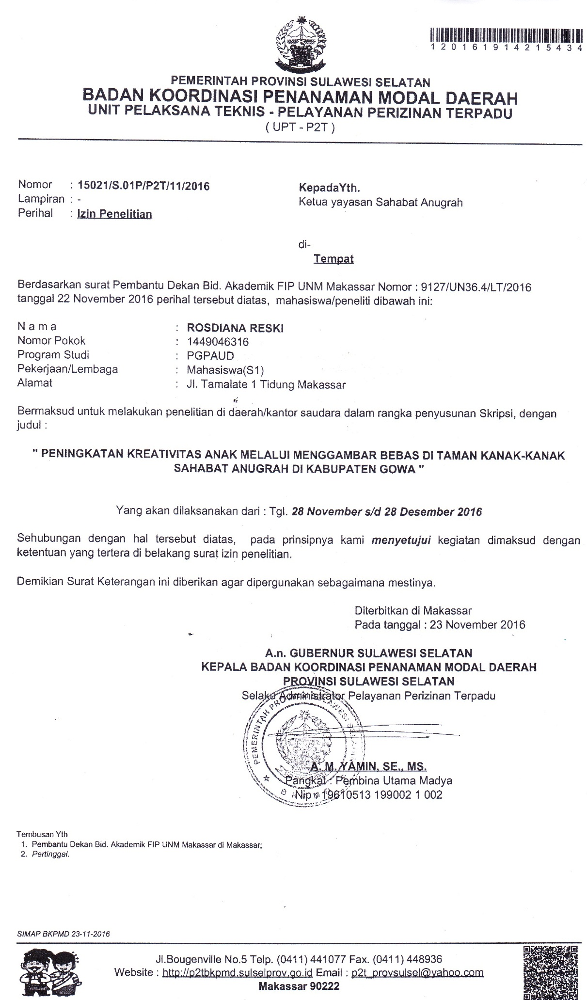 120161914215434
PEMERINTAH PROVINSI SULAWESI SELATAN
BADAN KOORDINASI PENANAMAN MODAL DAERAH
UNIT PELAKSANA TEKNIS - PELAYANAN PERIZINAN TERPADU
( UPT - P2T )
Nomor : 15021/S.01P/P2T/11/2016
Lampiran : -
Perihal : Izin Penelitian
KepadaYth.
Ketua yayasan Sahabat Anugrah
di-
Tempat
Berdasarkan surat Pembantu Dekan Bid. Akademik FIP UNM Makassar Nomor : 9127/UN36.4/LT/2016
tanggal 22 November 2016 perihal tersebut diatas, mahasiswa/peneliti dibawah ini:
N a m a : ROSDIANA RESKI
Nomor Pokok : 1449046316
Program Studi : PGPAUD
Pekerjaan/Lembaga : Mahasiswa(S1)
Alamat : Jl. Tamalate 1 Tidung Makassar
Bermaksud untuk melakukan penelitian di daerah/kantor saudara dalam rangka penyusunan Skripsi, dengan
judul :
" PENINGKATAN KREATIVITAS ANAK MELALUI MENGGAMBAR BEBAS DI TAMAN KANAK-KANAK
SAHABAT ANUGRAH DI KABUPATEN GOWA "
Yang akan dilaksanakan dari : Tgl. 28 November s/d 28 Desember 2016
Sehubungan dengan hal tersebut diatas, pada prinsipnya kami menyetujui kegiatan dimaksud dengan
ketentuan yang tertera di belakang surat izin penelitian.
Demikian Surat Keterangan ini diberikan agar dipergunakan sebagaimana mestinya.
Diterbitkan di Makassar
Pada tanggal : 23 November 2016
A.n. GUBERNUR SULAWESI SELATAN
KEPALA BADAN KOORDINASI PENANAMAN MODAL DAERAH
PROVINSI SULAWESI SELATAN
Selaku Administrator Pelayanan Perizinan Terpadu
PEMERINTAH PROVINSI SULAWESI SELATAN
A. M. YAMIN, SE., MS.
Pangkat : Pembina Utama Madya
Nip : 19610513 199002 1 002
Tembusan Yth
1. Pembantu Dekan Bid. Akademik FIP UNM Makassar di Makassar;
2. Pertinggal.
SIMAP BKPMD 23-11-2016
Jl.Bougenville No.5 Telp. (0411) 441077 Fax. (0411) 448936
Website : http://p2tbkpmd.sulselprov.go.id Email : p2t_provsulsel@yahoo.com
Makassar 90222